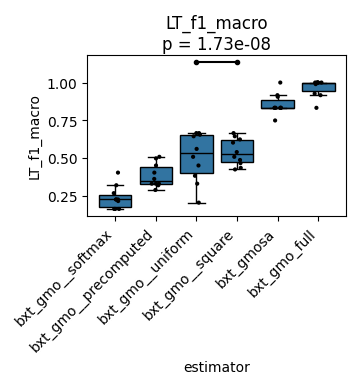 LT_f1_macro
p = 1.73e-08
LT_f1_macro
1.00
0.75
0.50
0.25
bxt_gmo__softmax
bxt_gmo__precomputed
bxt_gmo__uniform
bxt_gmo__square
bxt_gmosa
bxt_gmo_full
estimator